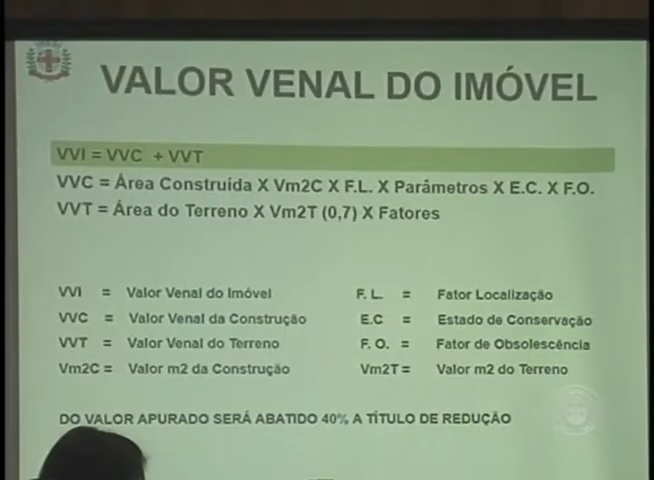 VALOR VENAL DO IMÓVEL
VVI = VVC + VVT
VVC = Área Construída X Vm2C X F.L. X Parâmetros X E.C. X F.O.
VVT = Área do Terreno X Vm2T (0,7) X Fatores
VVI = Valor Venal do Imóvel F. L. = Fator Localização
VVC = Valor Venal da Construção E.C = Estado de Conservação
VVT = Valor Venal do Terreno F. O. = Fator de Obsolescência
Vm2C = Valor m2 da Construção Vm2T = Valor m2 do Terreno
DO VALOR APURADO SERÁ ABATIDO 40% A TÍTULO DE REDUÇÃO